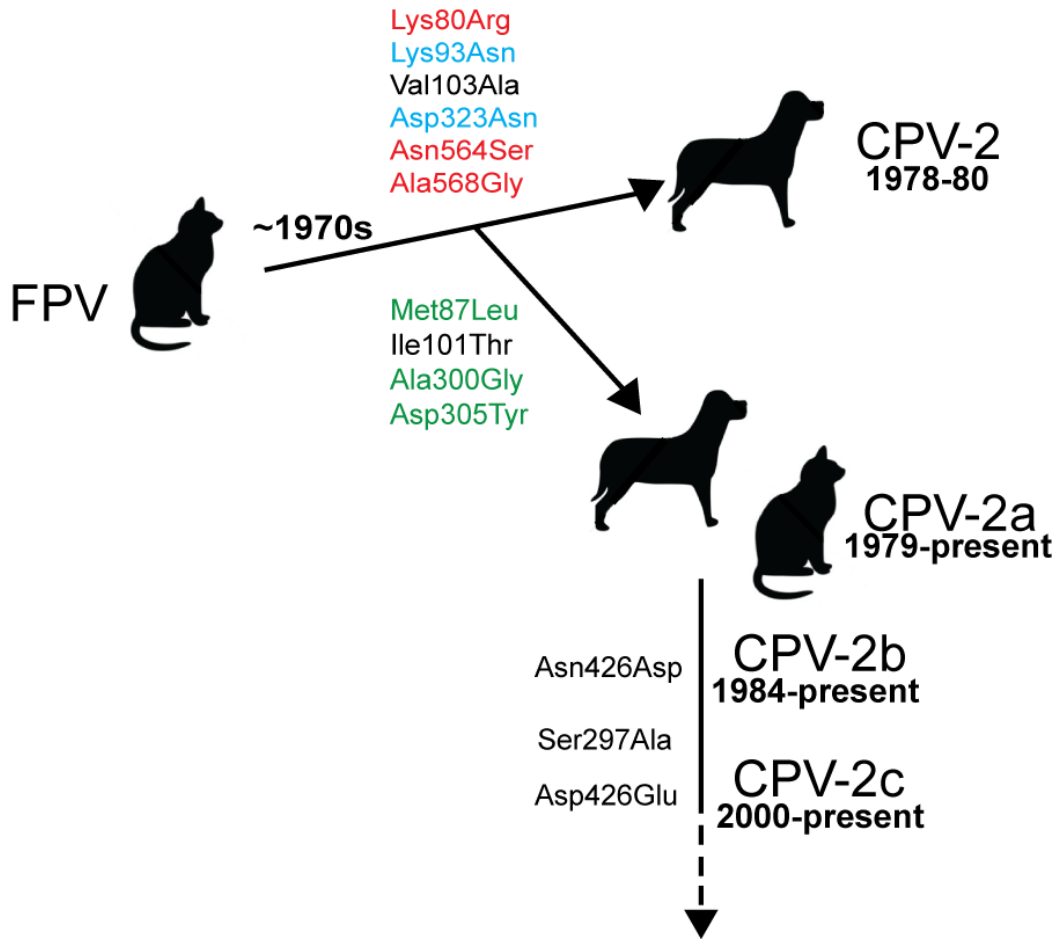 Lys80Arg
Lys93Asn
Val103Ala
Asp323Asn
Asn564Ser
Ala568Gly
CPV-2
1978-80
~1970s
FPV
Met87Leu
Ile101Thr
Ala300Gly
Asp305Tyr
CPV-2a
1979-present
Asn426Asp
CPV-2b
1984-present
Ser297Ala
Asp426Glu
CPV-2c
2000-present